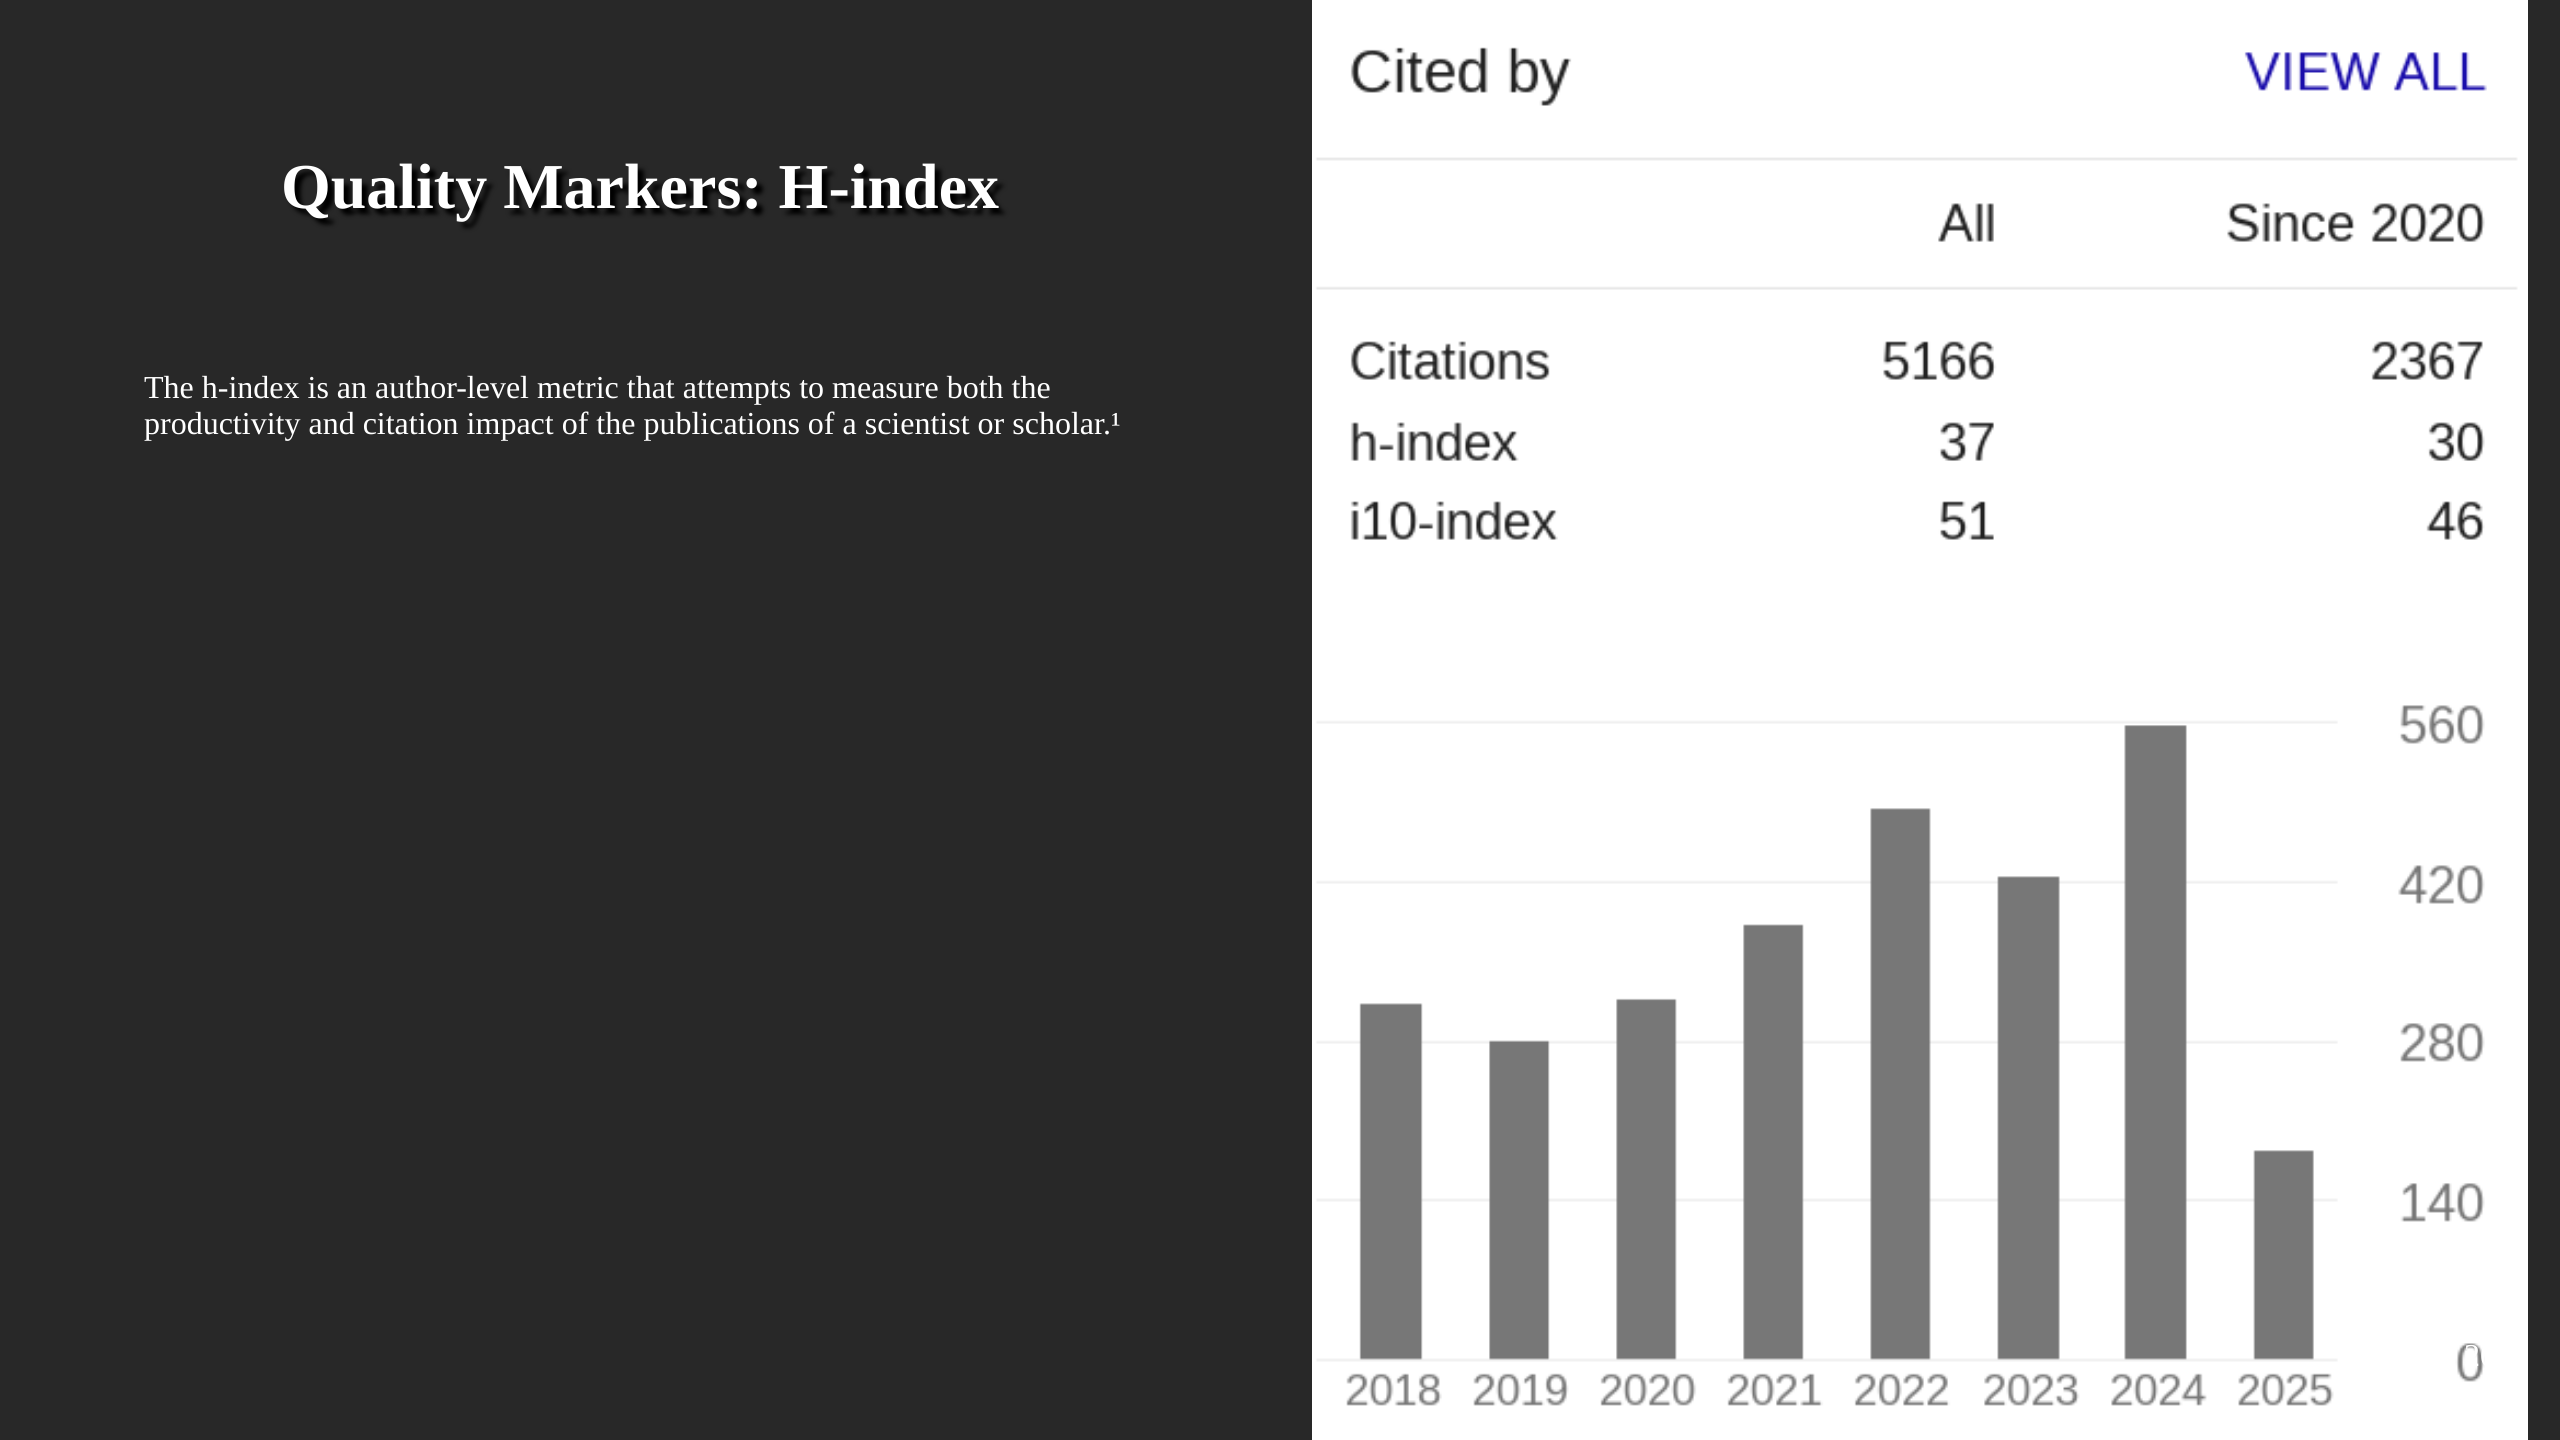 Quality Markers: H-index
The h-index is an author-level metric that attempts to measure both the
productivity and citation impact of the publications of a scientist or scholar.¹
Cited by VIEW ALL
All Since 2020
Citations 5166 2367
h-index 37 30
i10-index 51 46
560
420
280
140
0
2018 2019 2020 2021 2022 2023 2024 2025